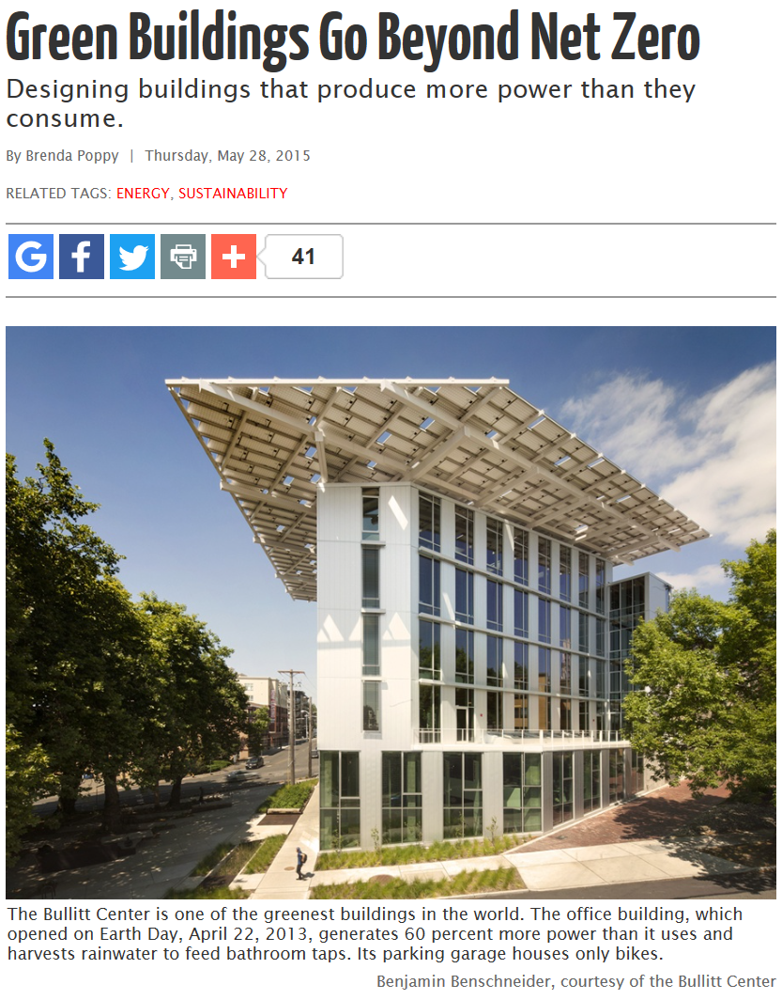 Green Buildings Go Beyond Net Zero
Designing buildings that produce more power than they
consume.
By Brenda Poppy | Thursday, May 28, 2015
RELATED TAGS: ENERGY, SUSTAINABILITY
41
The Bullitt Center is one of the greenest buildings in the world. The office building, which
opened on Earth Day, April 22, 2013, generates 60 percent more power than it uses and
harvests rainwater to feed bathroom taps. Its parking garage houses only bikes.
Benjamin Benschneider, courtesy of the Bullitt Center